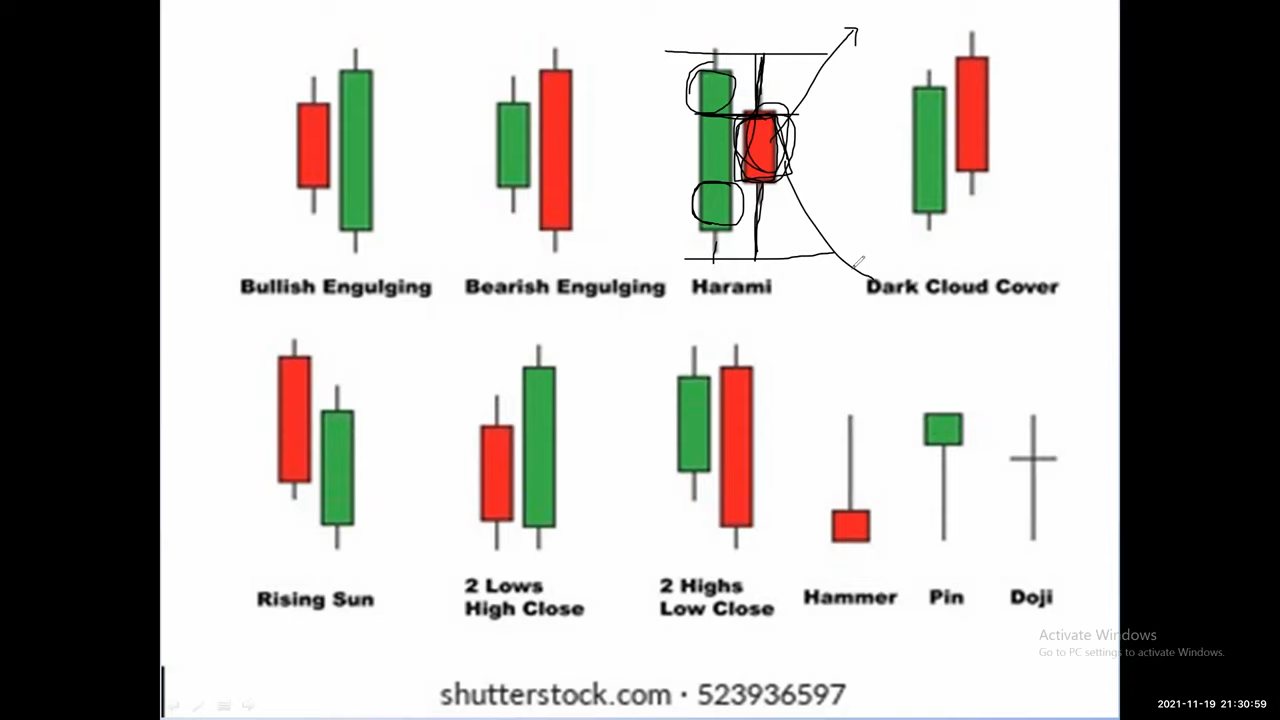 Bullish Engulging
Bearish Engulging
Harami
Dark Cloud Cover
Rising Sun
2 Lows
High Close
2 Highs
Low Close
Hammer
Pin
Doji
Activate Windows
Go to PC settings to activate Windows.
shutterstock.com · 523936597
2021-11-19 21:30:59